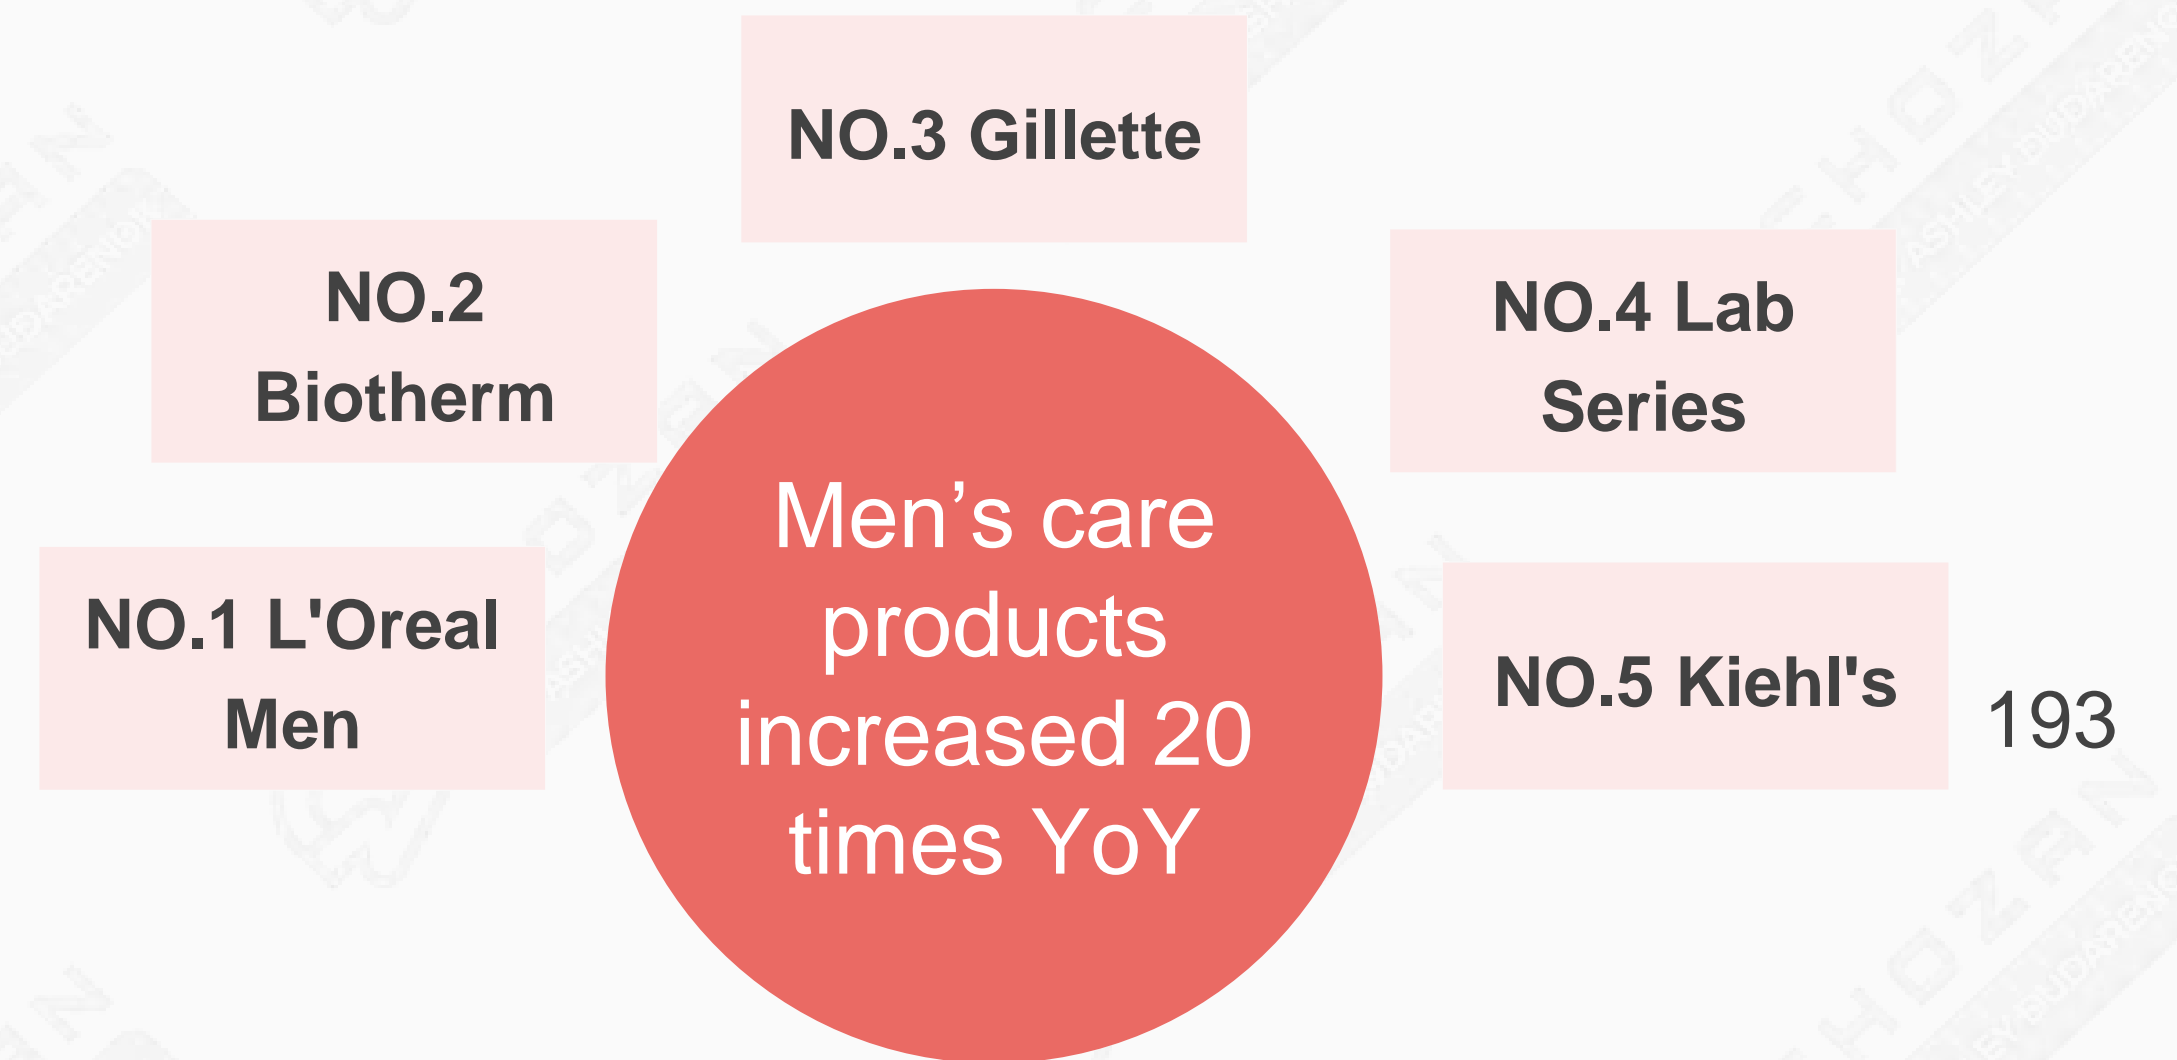 NO.3 Gillette
NO.2
Biotherm
NO.4 Lab
Series
NO.1 L'Oreal
Men
Men’s care
products
increased 20
times YoY
NO.5 Kiehl's
193